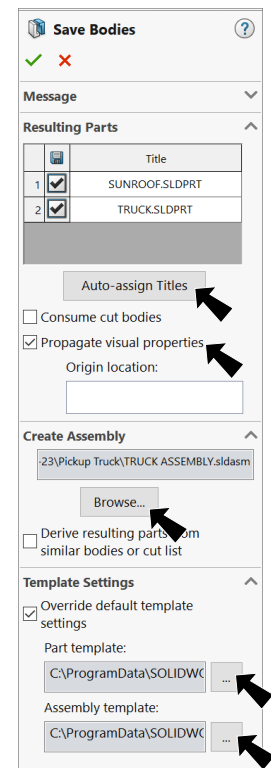 Save Bodies ?
Message
Resulting Parts
Title
1 SUNROOF.SLDPRT
2 TRUCK.SLDPRT
Auto-assign Titles
Consume cut bodies
Propagate visual properties
Origin location:
Create Assembly
-23\Pickup Truck\TRUCK ASSEMBLY.sldasm
Browse...
Derive resulting parts from
similar bodies or cut list
Template Settings
Override default template
settings
Part template:
C:\ProgramData\SOLIDWC ...
Assembly template:
C:\ProgramData\SOLIDWC ...